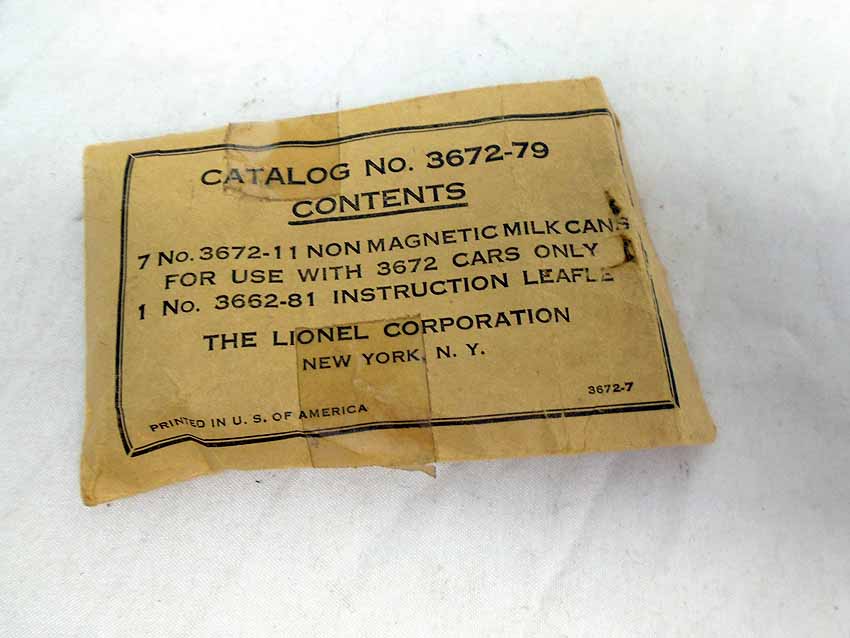 CATALOG No. 3672-79
CONTENTS
7 No. 3672-11 NON MAGNETIC MILK CANS
FOR USE WITH 3672 CARS ONLY
1 No. 3662-81 INSTRUCTION LEAFLE
THE LIONEL CORPORATION
NEW YORK, N. Y.
3672-7
PRINTED IN U. S. OF AMERICA